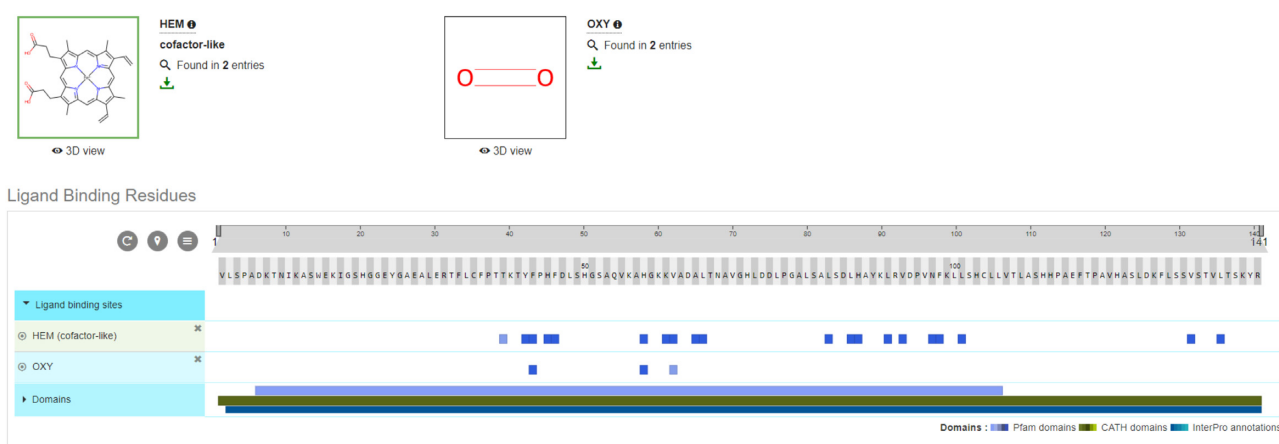 HEM
cofactor-like
Found in 2 entries
3D view
OXY
Found in 2 entries
O O
3D view
Ligand Binding Residues
1 10 20 30 40 50 60 70 80 90 100 110 120 130 140 141
50 100
VLSPADKTNIKASWEKIGSHGGEYGAEALERTFLCFPTTKTYFPHFDLSHGSAQVKAHGKKVADALTNAVGHLDDLPGALSALSDLHAYKLRVDPVNFKLLSHCLLVTLASHHPAEFTPAVHASLDKFLSSVSTVLTSKYR
Ligand binding sites
HEM (cofactor-like)
OXY
Domains
Domains : Pfam domains CATH domains InterPro annotations